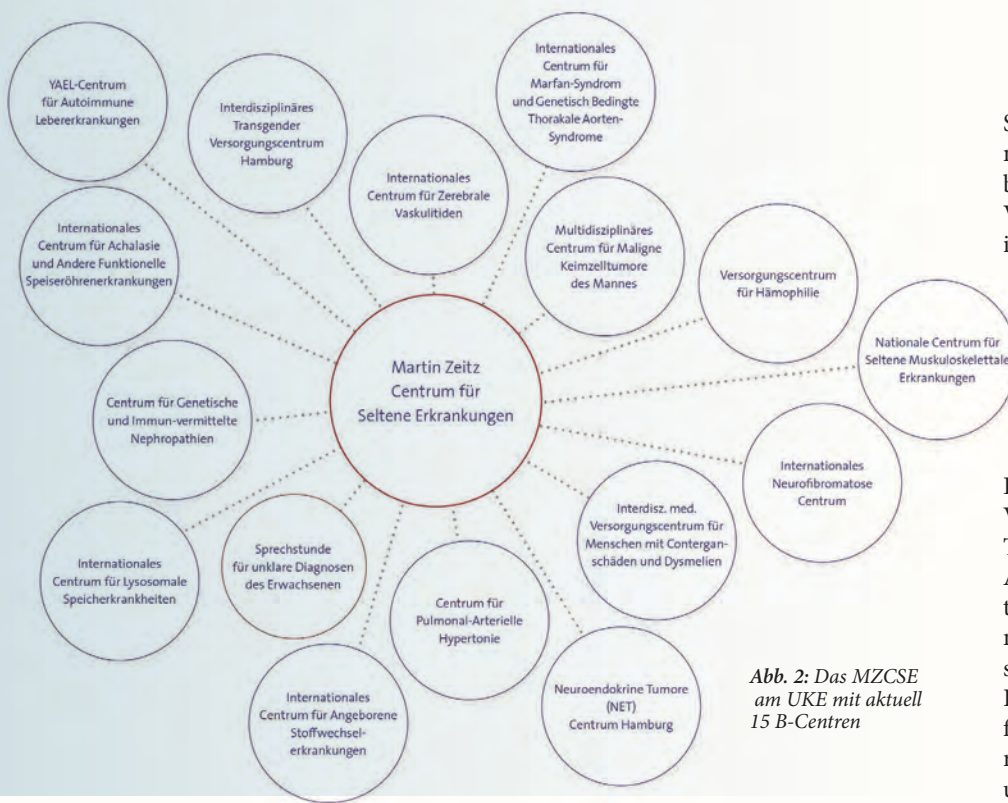 YAEL-Centrum
für Autoimmune
Lebererkrankungen
Interdisziplinäres
Transgender
Versorgungscentrum
Hamburg
Internationales
Centrum für Zerebrale
Vaskulitiden
Internationales
Centrum für
Marfan-Syndrom
und Genetisch Bedingte
Thorakale Aorten-
Syndrome
Internationales
Centrum für Achalasie
und Andere Funktionelle
Speiseröhrenerkrankungen
Multidisziplinäres
Centrum für Maligne
Keimzelltumore
des Mannes
Versorgungscentrum
für Hämophilie
Nationale Centrum für
Seltene Muskuloskelettale
Erkrankungen
Martin Zeitz
Centrum für
Seltene Erkrankungen
Centrum für Genetische
und Immun-vermittelte
Nephropathien
Internationales
Neurofibromatose
Centrum
Interdisz. med.
Versorgungscentrum für
Menschen mit Contergan-
schäden und Dysmelien
Internationales
Centrum für Lysosomale
Speicherkrankheiten
Sprechstunde
für unklare Diagnosen
des Erwachsenen
Centrum für
Pulmonal-Arterielle
Hypertonie
Internationales
Centrum für Angeborene
Stoffwechsel-
erkrankungen
Neuroendokrine Tumore
(NET)
Centrum Hamburg
Abb. 2: Das MZCSE
am UKE mit aktuell
15 B-Centren